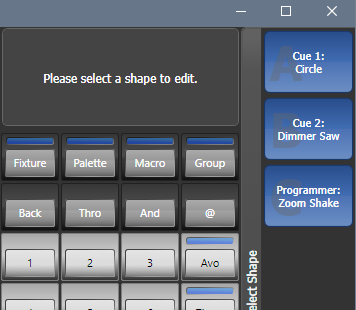 Please select a shape to edit.
Cue 1:
Circle
Cue 2:
Dimmer Saw
Programmer:
Zoom Shake
Fixture Palette Macro Group
Back Thro And @
1 2 3 Avo
elect Shape